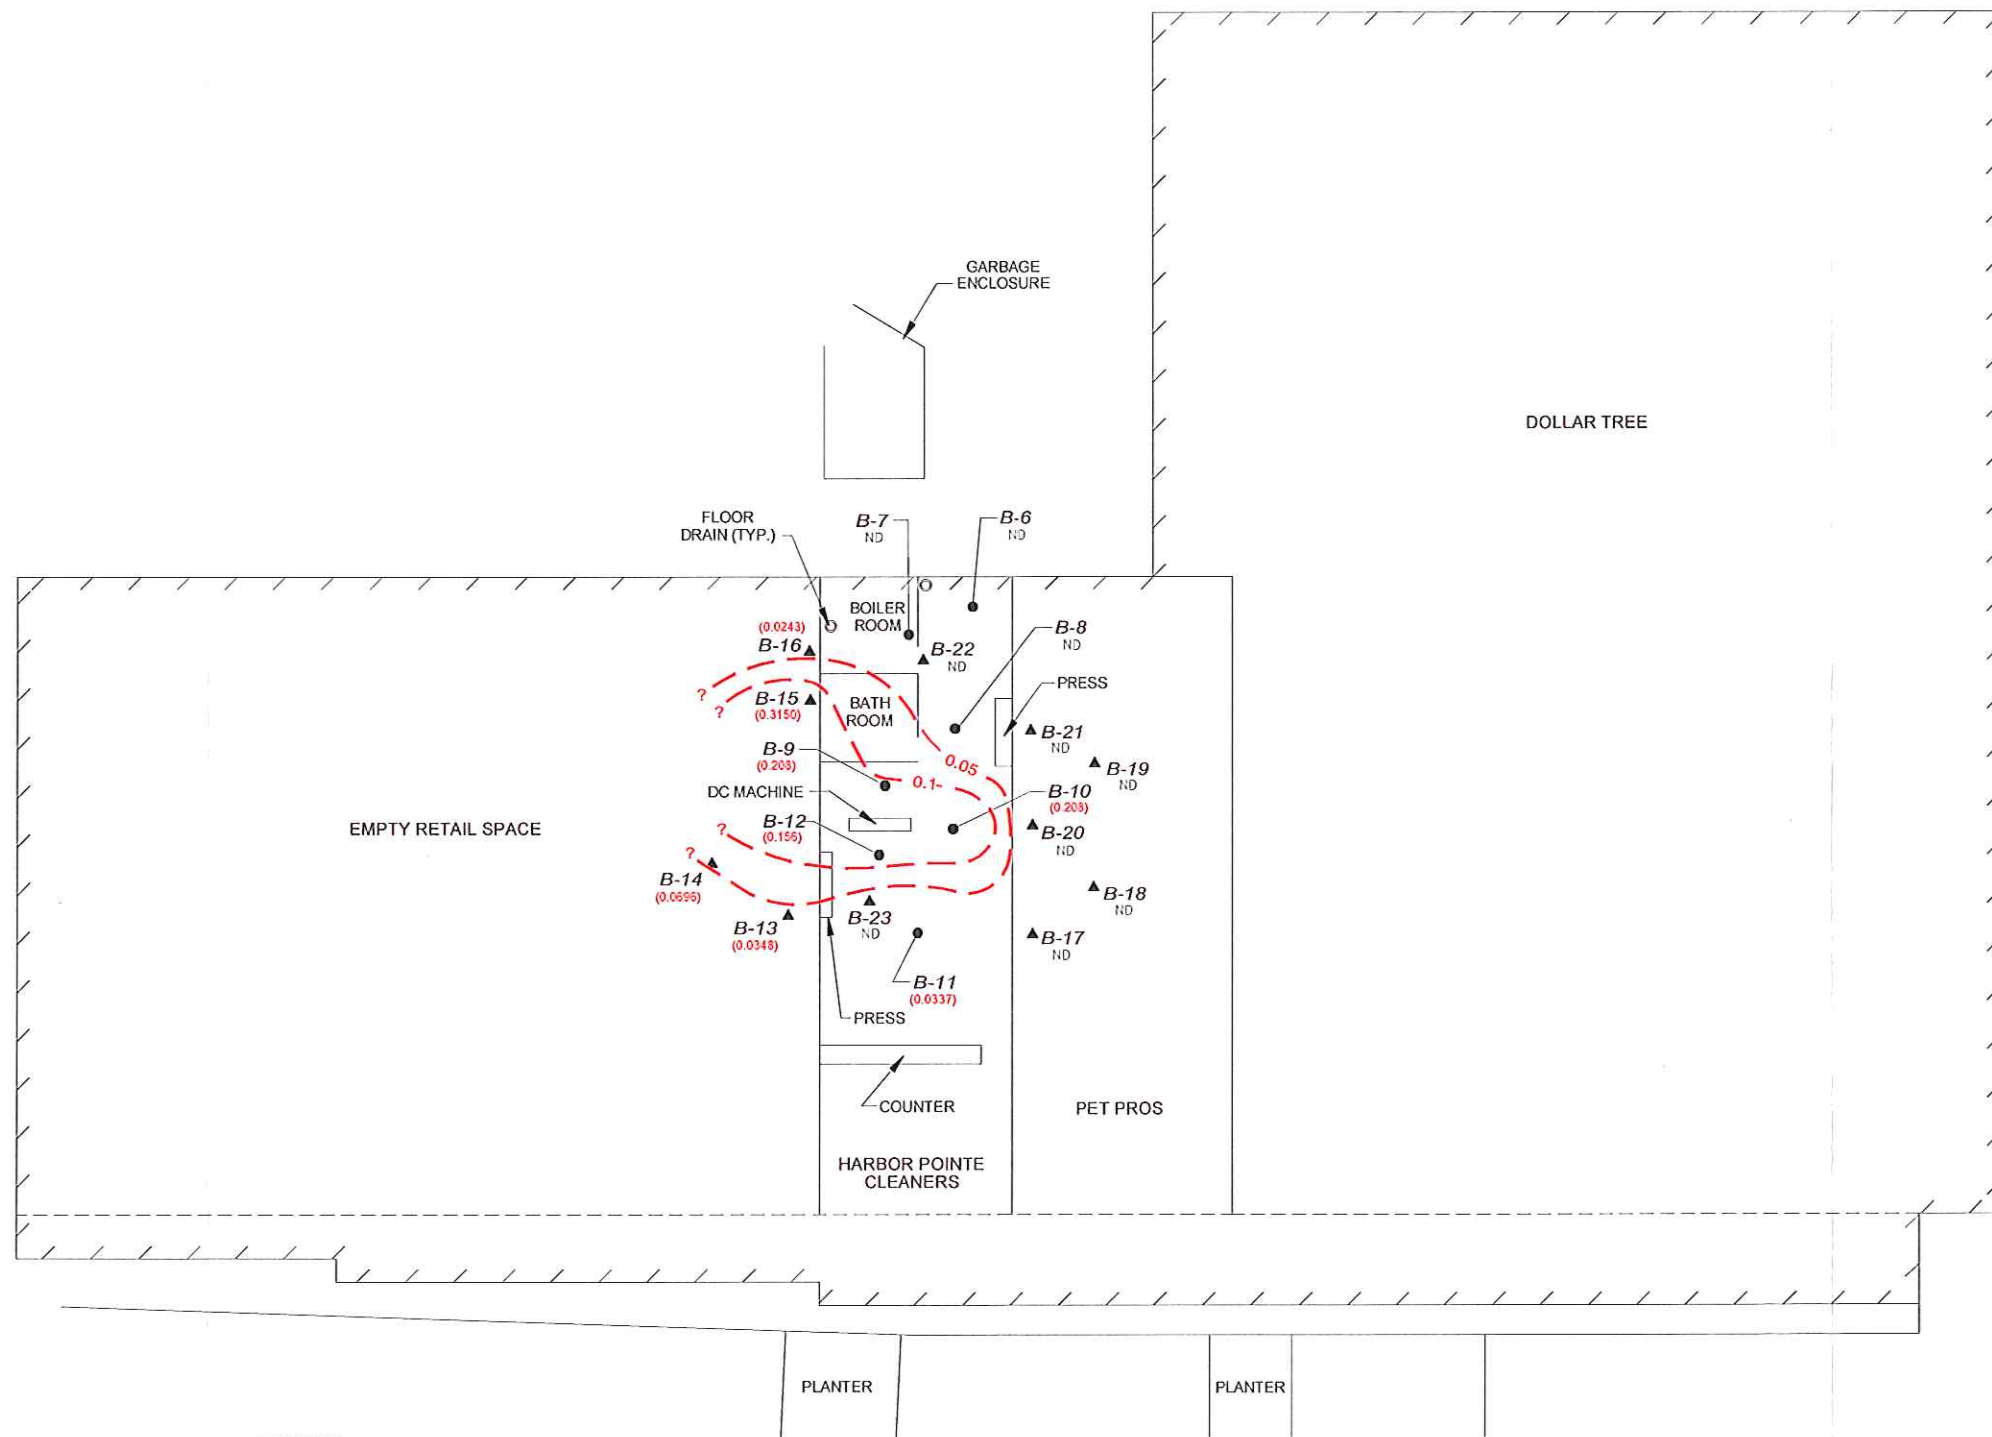 GARBAGE
ENCLOSURE
DOLLAR TREE
FLOOR
DRAIN (TYP.)
B-7
ND
B-6
ND
BOILER
ROOM
(0.0243)
B-16
B-22
ND
B-8
ND
PRESS
?
?
B-15
(0.3150)
BATH
ROOM
B-21
ND
B-9
(0.208)
0.05
0.1
B-19
ND
DC MACHINE
B-10
(0.208)
B-12
(0.156)
B-20
ND
EMPTY RETAIL SPACE
?
?
B-14
(0.0696)
B-18
ND
B-13
(0.0348)
B-23
ND
B-17
ND
B-11
(0.0337)
PRESS
COUNTER
PET PROS
HARBOR POINTE
CLEANERS
PLANTER
PLANTER